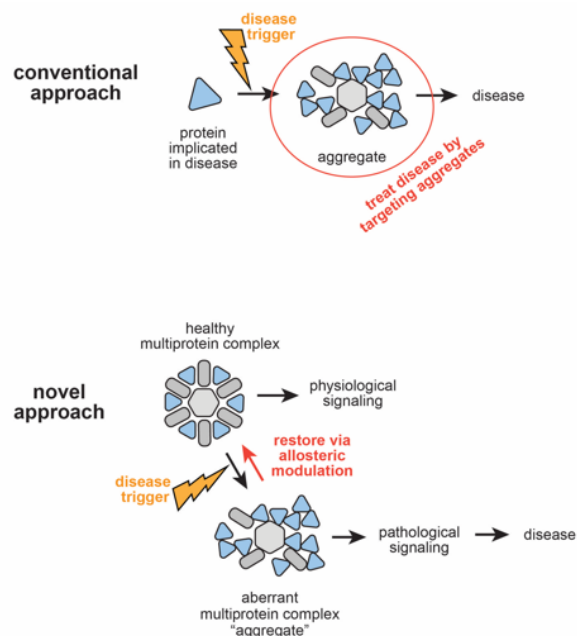 disease
trigger
conventional
approach
protein
implicated
in disease
aggregate
disease
treat disease by
targeting aggregates
healthy
multiprotein complex
novel
approach
physiological
signaling
restore via
allosteric
modulation
disease
trigger
pathological
signaling
disease
aberrant
multiprotein complex
"aggregate"